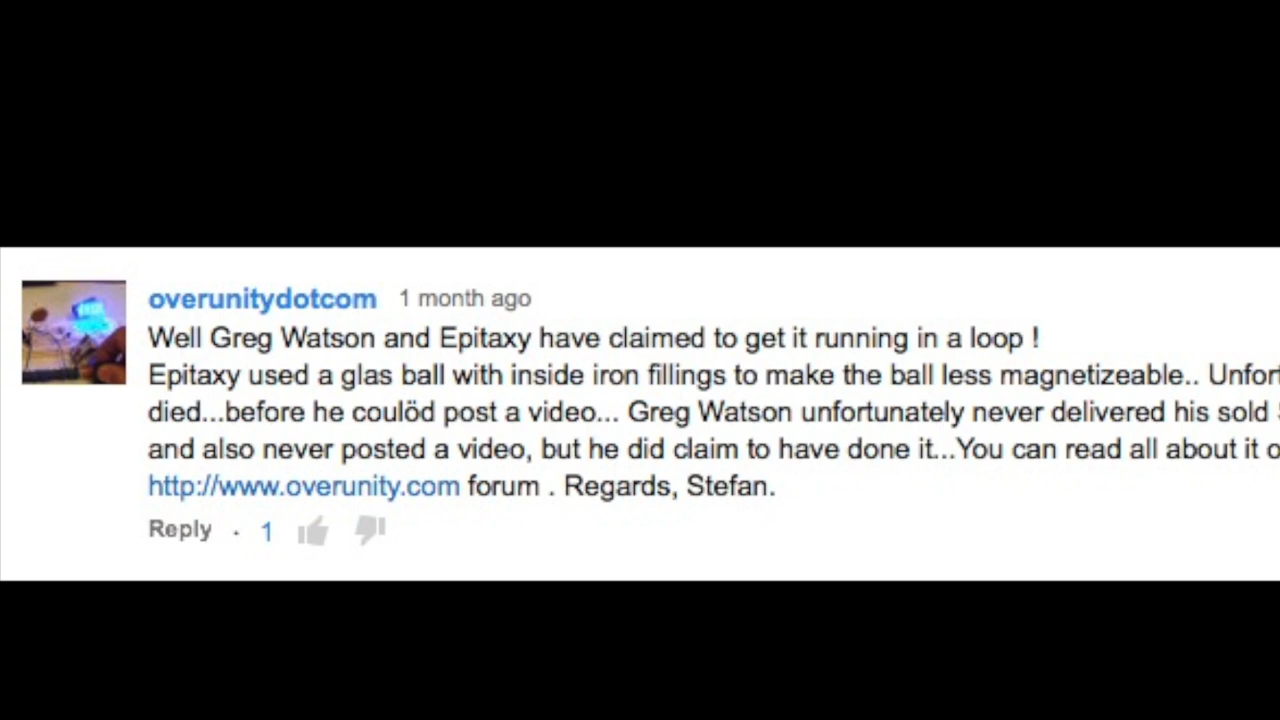 overunitydotcom 1 month ago
Well Greg Watson and Epitaxy have claimed to get it running in a loop !
Epitaxy used a glas ball with inside iron fillings to make the ball less magnetizeable.. Unfort
died...before he coulöd post a video... Greg Watson unfortunately never delivered his sold
and also never posted a video, but he did claim to have done it...You can read all about it o
http://www.overunity.com forum . Regards, Stefan.
Reply . 1